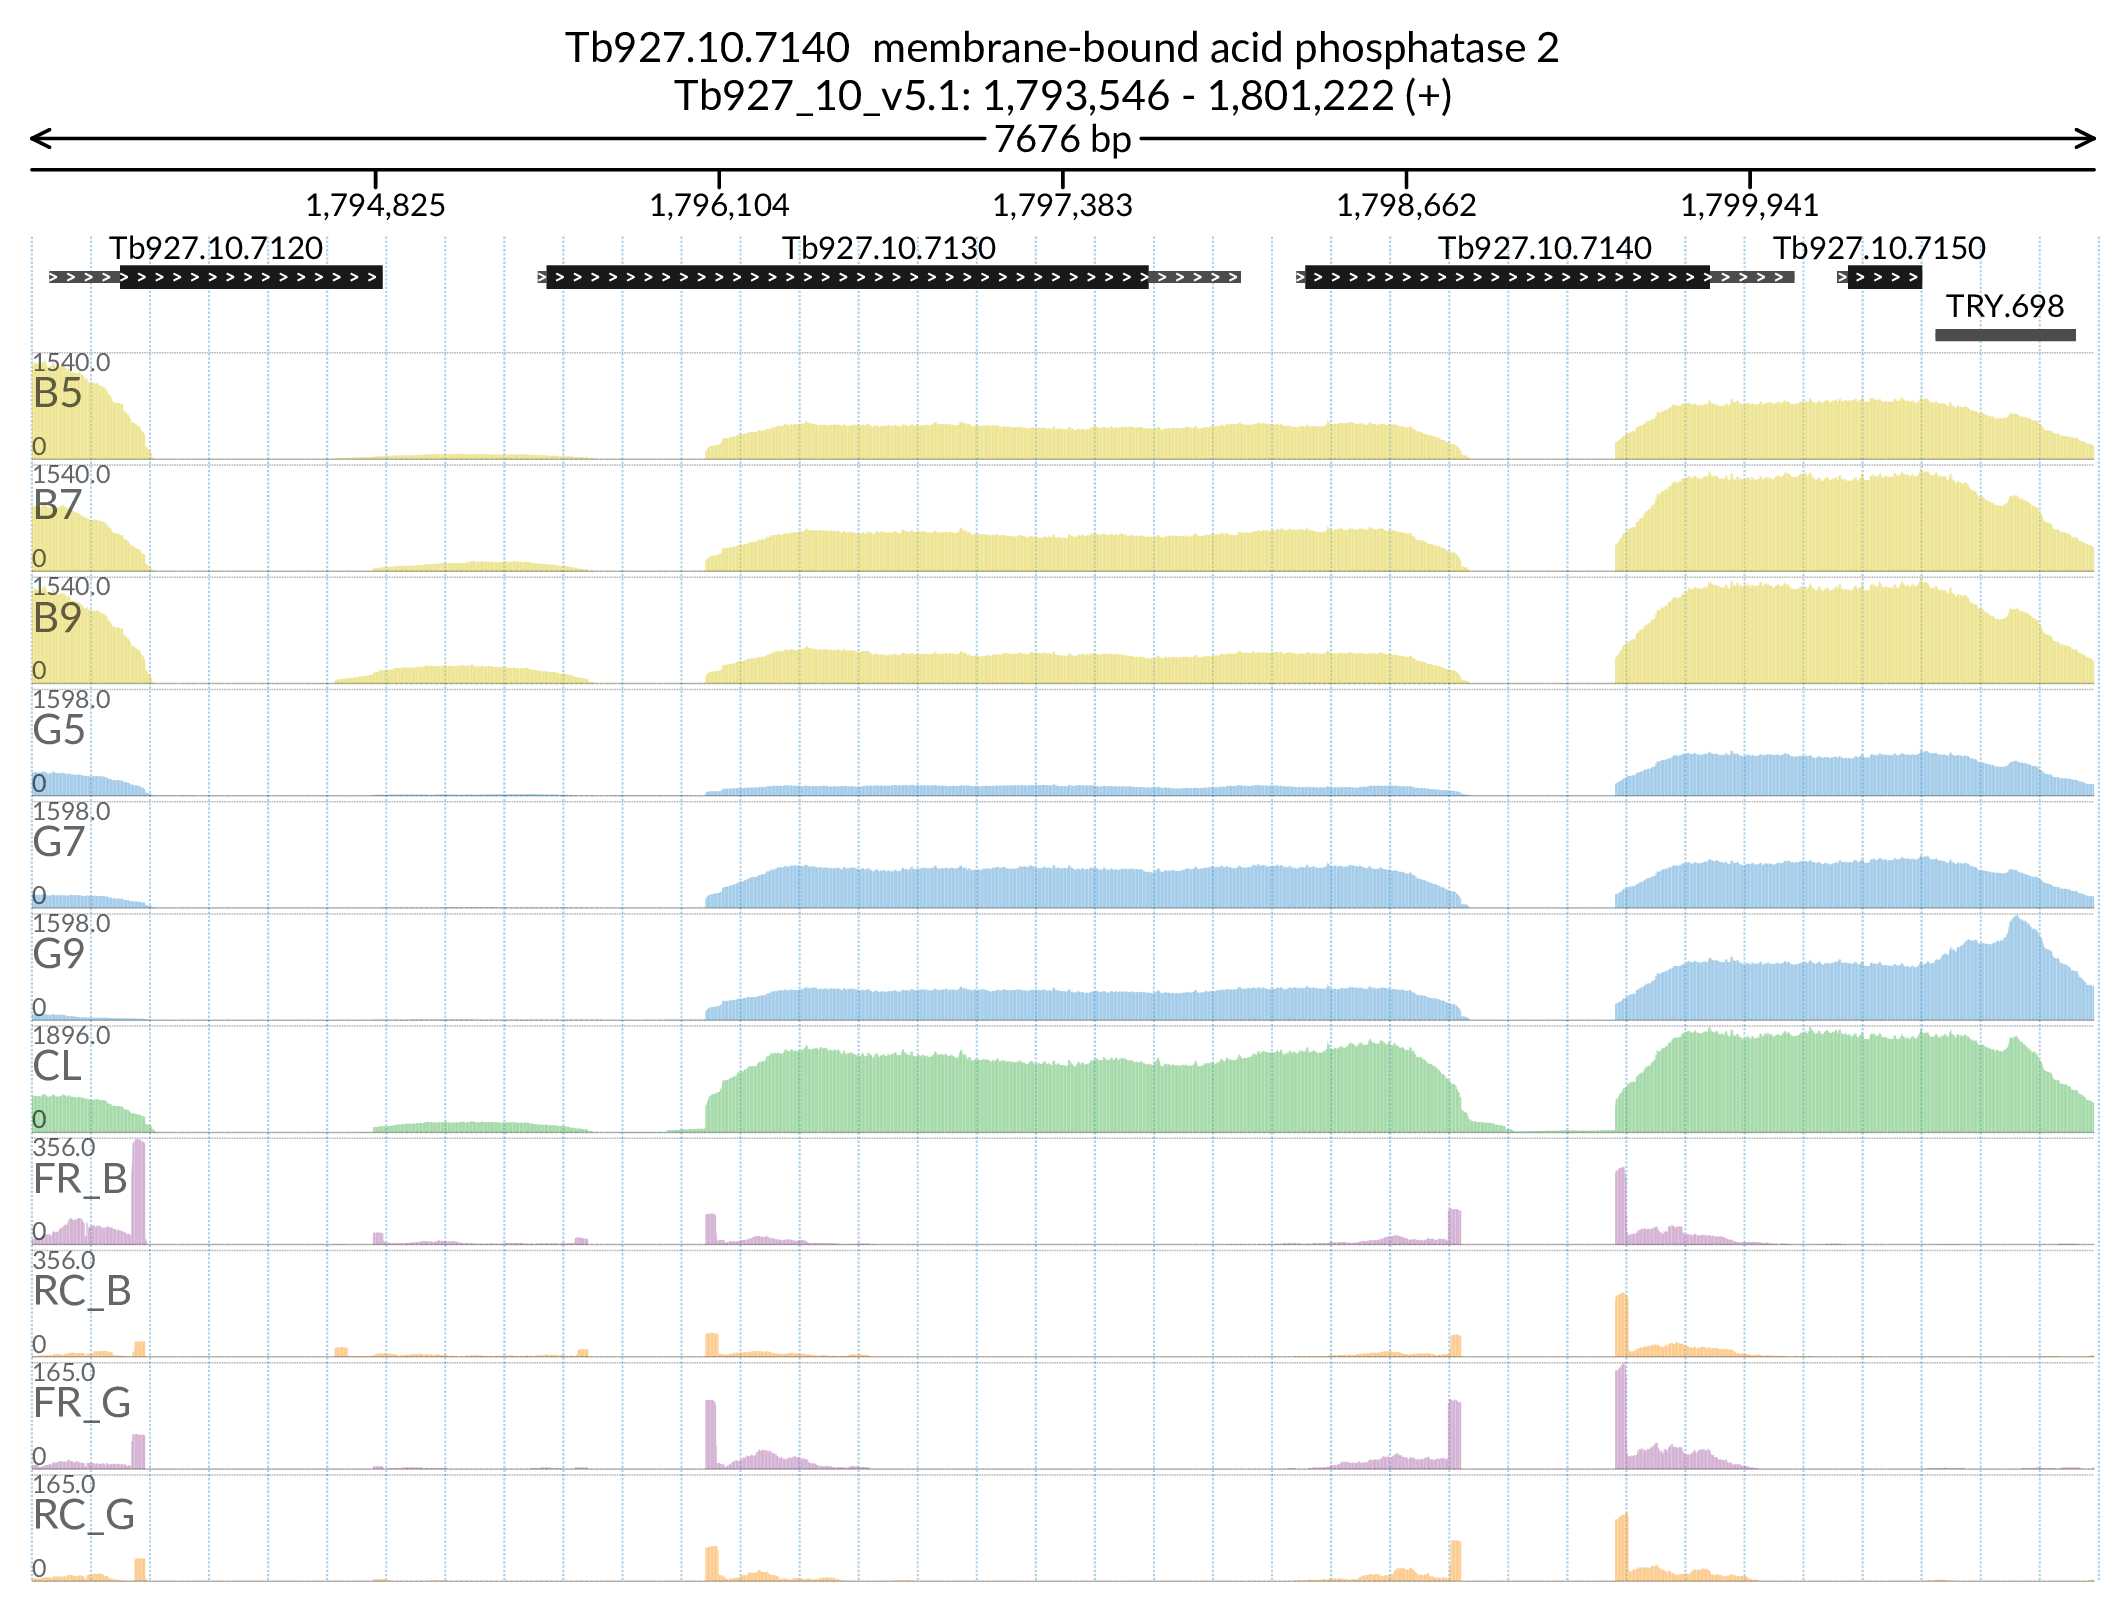 Tb927.10.7140  membrane-bound acid phosphatase 2
Tb927_10_v5.1: 1,793,546 - 1,801,222 (+)
7676 bp
1,794,825 1,796,104 1,797,383 1,798,662 1,799,941
Tb927.10.7120 Tb927.10.7130 Tb927.10.7140 Tb927.10.7150
TRY.698
1540.0
B5
0
1540.0
B7
0
1540.0
B9
0
1598.0
G5
0
1598.0
G7
0
1598.0
G9
0
1896.0
CL
0
356.0
FR_B
0
356.0
RC_B
0
165.0
FR_G
0
165.0
RC_G
0